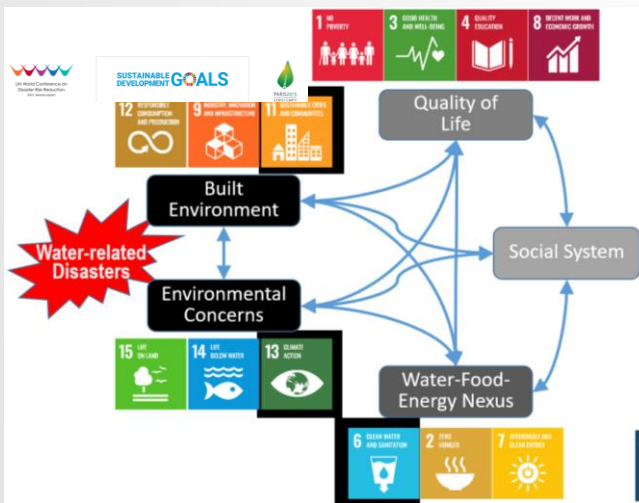 1 NO
POVERTY
3 GOOD HEALTH
AND WELL-BEING
4 QUALITY
EDUCATION
8 DECENT WORK AND
ECONOMIC GROWTH
UN World Conference on
Disaster Risk Reduction
SUSTAINABLE
DEVELOPMENT GOALS
PARIS2015
12 RESPONSIBLE
CONSUMPTION
AND PRODUCTION
9 INDUSTRY, INNOVATION
AND INFRASTRUCTURE
11 SUSTAINABLE CITIES
AND COMMUNITIES
Quality of
Life
Built
Environment
Water-related
Disasters
Social System
Environmental
Concerns
15 LIFE
ON LAND
14 LIFE
BELOW WATER
13 CLIMATE
ACTION
Water-Food-
Energy Nexus
6 CLEAN WATER
AND SANITATION
2 ZERO
HUNGER
7 AFFORDABLE AND
CLEAN ENERGY